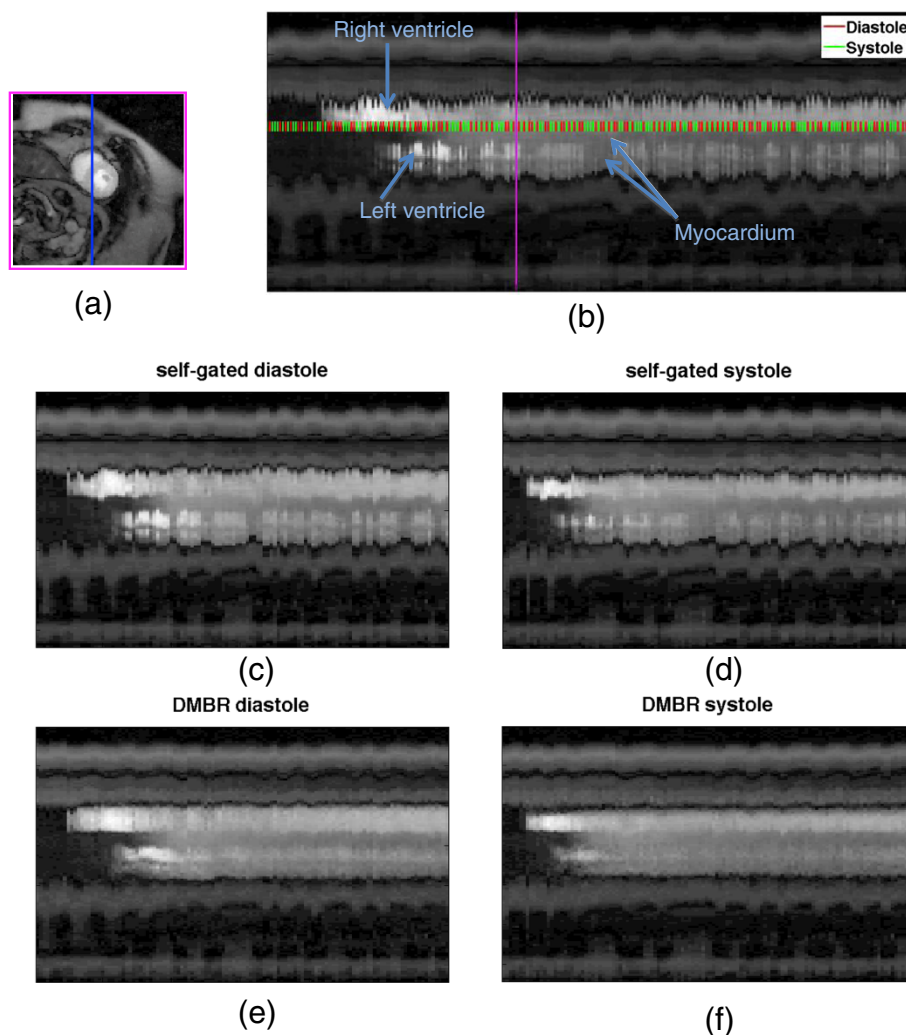 Right ventricle
Diastole
Systole
Left ventricle
Myocardium
(a)
(b)
self-gated diastole
self-gated systole
(c)
(d)
DMBR diastole
DMBR systole
(e)
(f)